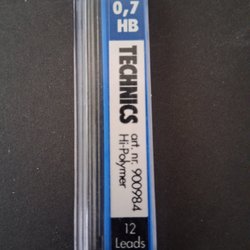 0,7
HB
TECHNICS
art. nr. 900984
Hi-Polymer
12
Leads